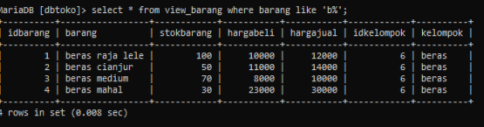 MariaDB [dbtoko]> select * from view_barang where barang like 'b%';
+----------+-----------------+------------+-----------+-----------+------------+----------+
| idbarang | barang | stokbarang | hargabeli | hargajual | idkelompok | kelompok |
+----------+-----------------+------------+-----------+-----------+------------+----------+
| 1 | beras raja lele | 100 | 10000 | 12000 | 6 | beras |
| 2 | beras cianjur | 50 | 11000 | 14000 | 6 | beras |
| 3 | beras medium | 70 | 8000 | 10000 | 6 | beras |
| 4 | beras mahal | 30 | 23000 | 30000 | 6 | beras |
+----------+-----------------+------------+-----------+-----------+------------+----------+
4 rows in set (0.008 sec)